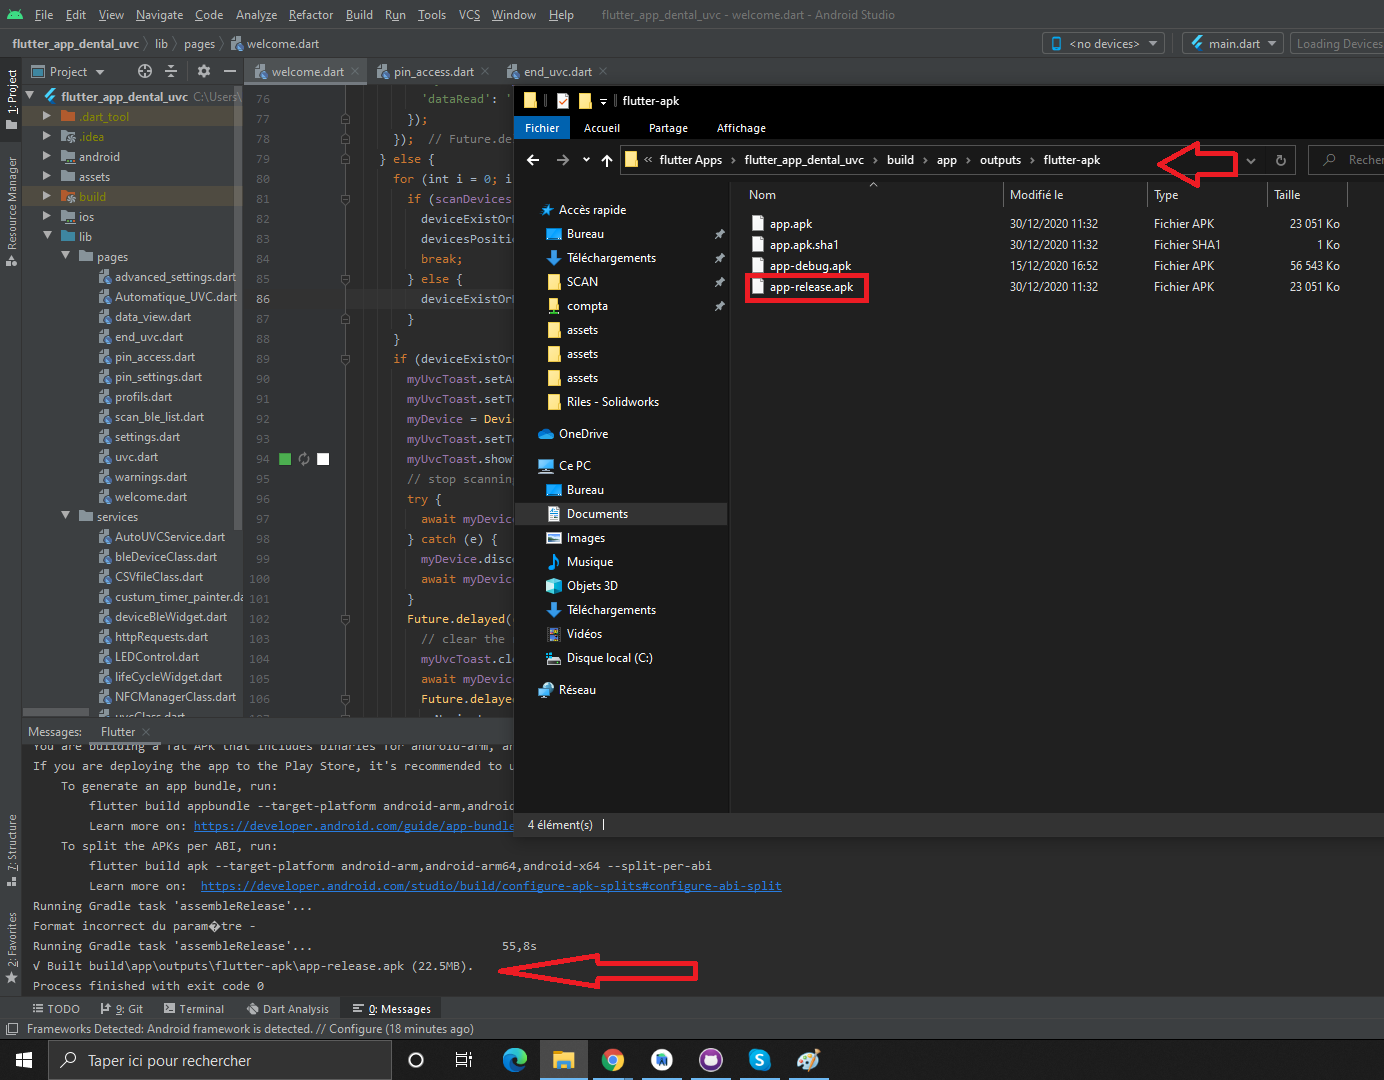 File Edit View Navigate Code Analyze Refactor Build Run Tools VCS Window Help flutter_app_dental_uvc - welcome.dart - Android Studio
flutter_app_dental_uvc lib pages welcome.dart <no devices> main.dart Loading Devices
Project welcome.dart pin_access.dart end_uvc.dart
1: Project
Resource Manager
7: Structure
2: Favorites
flutter_app_dental_uvc C:\Users\
.dart_tool
.idea
android
assets
build
ios
lib
pages
advanced_settings.dart
Automatique_UVC.dart
data_view.dart
end_uvc.dart
pin_access.dart
pin_settings.dart
profils.dart
scan_ble_list.dart
settings.dart
uvc.dart
warnings.dart
welcome.dart
services
AutoUVCService.dart
bleDeviceClass.dart
CSVfileClass.dart
custum_timer_painter.da
deviceBleWidget.dart
httpRequests.dart
LEDControl.dart
lifeCycleWidget.dart
NFCManagerClass.dart
uvcClass.dart
76 'dataRead': '
77 });
78 }); // Future.de
79 } else {
80 for (int i = 0; i
81 if (scanDevices
82 deviceExistOr
83 devicesPositi
84 break;
85 } else {
86 deviceExistOr
87 }
88 }
89 if (deviceExistOr
90 myUvcToast.setAn
91 myUvcToast.setTo
92 myDevice = Devi
93 myUvcToast.setTo
94 myUvcToast.show
95 // stop scanning
96 try {
97 await myDevic
98 } catch (e) {
99 myDevice.disco
100 await myDevic
101 }
102 Future.delayed(
103 // clear the
104 myUvcToast.cle
105 await myDevic
106 Future.delayed
flutter-apk
Fichier Accueil Partage Affichage
« flutter Apps › flutter_app_dental_uvc › build › app › outputs › flutter-apk Recher
Nom Modifié le Type Taille
app.apk 30/12/2020 11:32 Fichier APK 23 051 Ko
app.apk.sha1 30/12/2020 11:32 Fichier SHA1 1 Ko
app-debug.apk 15/12/2020 16:52 Fichier APK 56 543 Ko
app-release.apk 30/12/2020 11:32 Fichier APK 23 051 Ko
Accès rapide
Bureau
Téléchargements
SCAN
compta
assets
assets
assets
Riles - Solidworks
OneDrive
Ce PC
Bureau
Documents
Images
Musique
Objets 3D
Téléchargements
Vidéos
Disque local (C:)
Réseau
4 élément(s)
Messages: Flutter
You are building a fat APK that includes binaries for android-arm, an
If you are deploying the app to the Play Store, it's recommended to u
To generate an app bundle, run:
flutter build appbundle --target-platform android-arm,android
Learn more on: https://developer.android.com/guide/app-bundle
To split the APKs per ABI, run:
flutter build apk --target-platform android-arm,android-arm64,android-x64 --split-per-abi
Learn more on: https://developer.android.com/studio/build/configure-apk-splits#configure-abi-split
Running Gradle task 'assembleRelease'...
Format incorrect du param�tre -
Running Gradle task 'assembleRelease'... 55,8s
√ Built build\app\outputs\flutter-apk\app-release.apk (22.5MB).
Process finished with exit code 0
TODO 9: Git Terminal Dart Analysis 0: Messages
Frameworks Detected: Android framework is detected. // Configure (18 minutes ago)
Taper ici pour rechercher